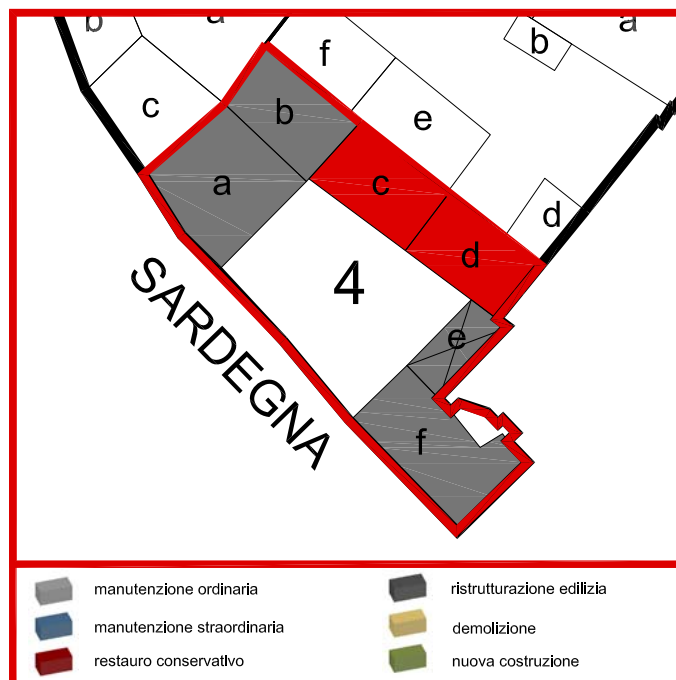 b
a
a
f
b
c
b
e
a
c
d
d
4
e
f
SARDEGNA
manutenzione ordinaria
ristrutturazione edilizia
manutenzione straordinaria
demolizione
restauro conservativo
nuova costruzione